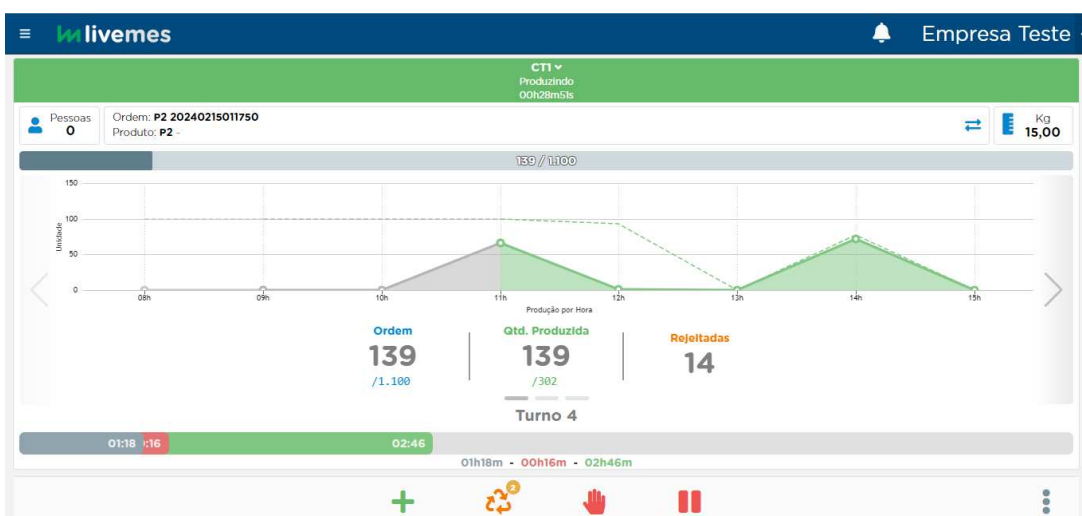 livemes
Empresa Teste
CT1
Produzindo
00h28m51s
Pessoas
0
Ordem: P2 20240215011750
Produto: P2 -
Kg
15,00
139 / 1.100
150
100
50
0
Unidade
08h 09h 10h 11h 12h 13h 14h 15h
Produção por Hora
Ordem
139
/1.100
Qtd. Produzida
139
/302
Rejeitadas
14
Turno 4
01:18 :16 02:46
01h18m - 00h16m - 02h46m
2